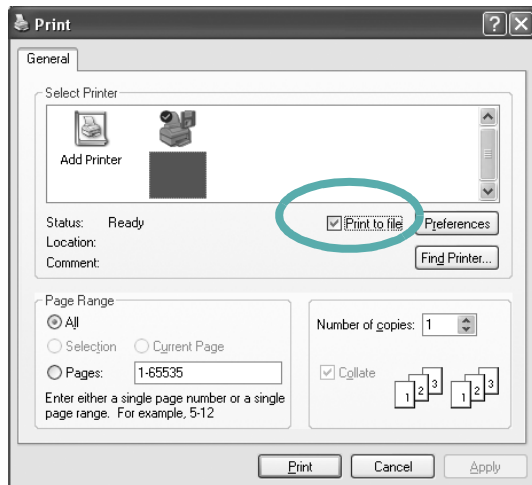 Print
General
Select Printer
Add Printer
Status: Ready
Location:
Comment:
Print to file
Preferences
Find Printer...
Page Range
All
Selection
Current Page
Pages:
1-65535
Enter either a single page number or a single
page range. For example, 5-12
Number of copies: 1
Collate
1 2 3 1 2 3
Print
Cancel
Apply